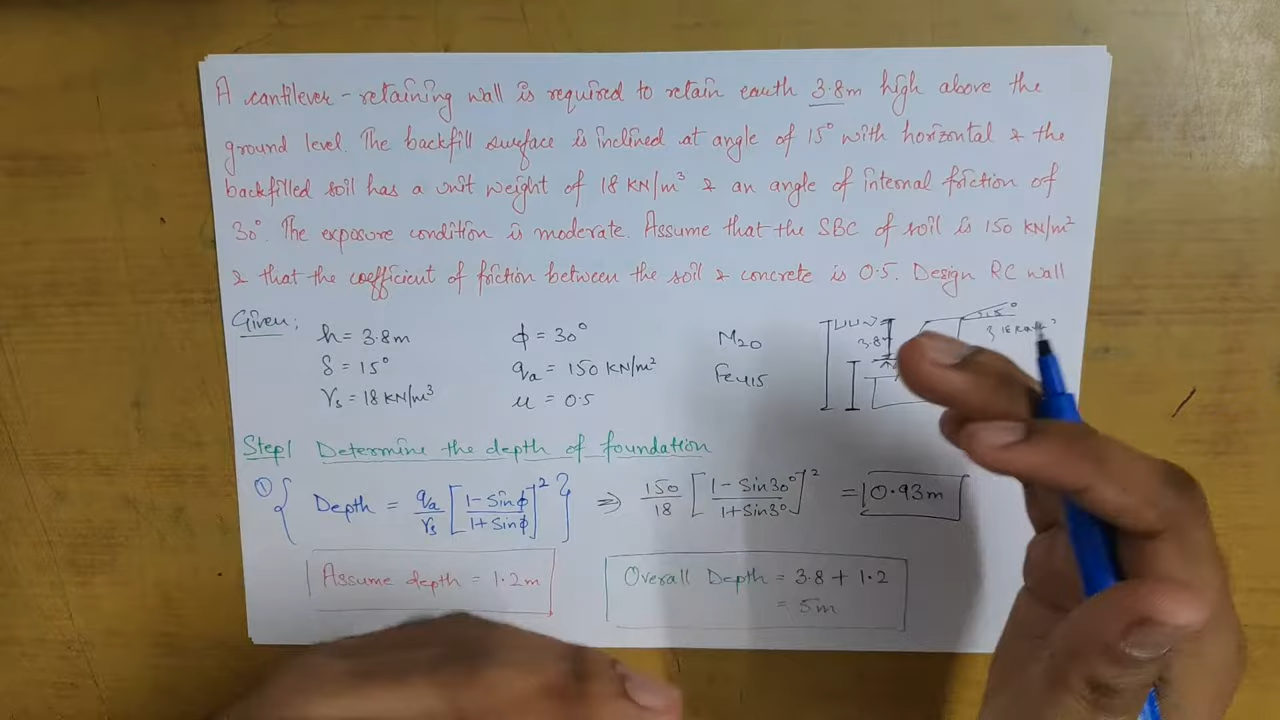 A cantilever - retaining wall is required to retain earth 3.8m high above the
ground level. The backfill surface is inclined at angle of 15° with horizontal & the
backfilled soil has a unit weight of 18 KN/m³ & an angle of internal friction of
30°. The exposure condition is moderate. Assume that the SBC of soil is 150 KN/m²
& that the coefficient of friction between the soil & concrete is 0.5. Design RC wall
Given;
h = 3.8m
ϕ = 30°
M20
δ = 15°
qa = 150 KN/m²
Fe415
γs = 18 KN/m³
μ = 0.5
3.8
Step1 Determine the depth of foundation
① { Depth = qa/γs [1 - Sinϕ / 1 + Sinϕ]² } ⇒ 150/18 [1 - Sin30° / 1 + Sin3°]² = 0.93m
Assume depth = 1.2m
Overall Depth = 3.8 + 1.2
= 5m